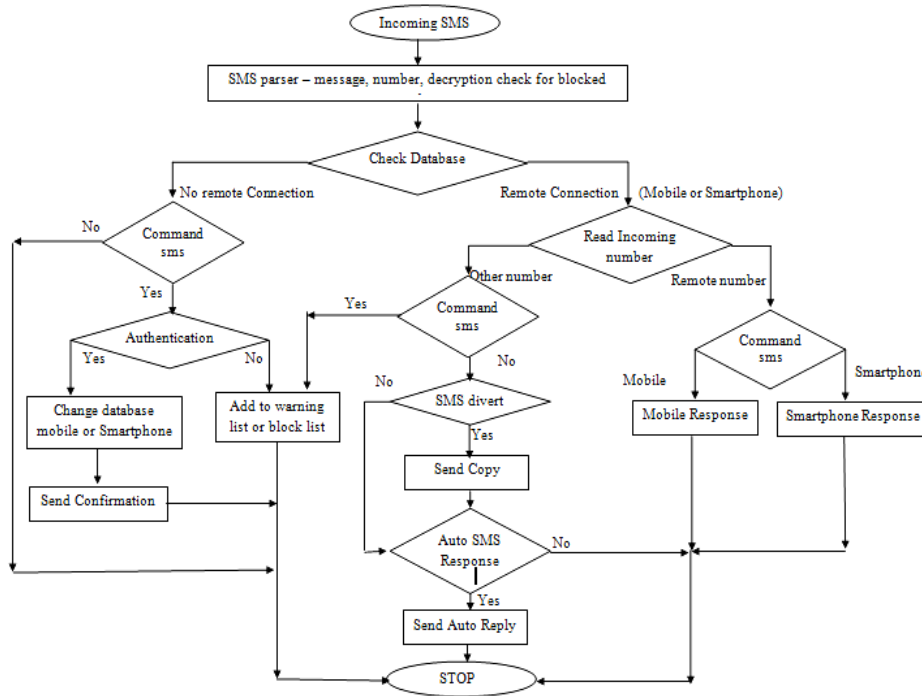 Incoming SMS
SMS parser – message, number, decryption check for blocked
Check Database
No remote Connection
Remote Connection
(Mobile or Smartphone)
No
Command
sms
Read Incoming
number
Other number
Remote number
Yes
Yes
Command
sms
Command
sms
Authentication
Yes
No
No
No
Mobile
Smartphone
Change database
mobile or Smartphone
Add to warning
list or block list
SMS divert
Mobile Response
Smartphone Response
Yes
Send Copy
Send Confirmation
Auto SMS
Response
No
Yes
Send Auto Reply
STOP